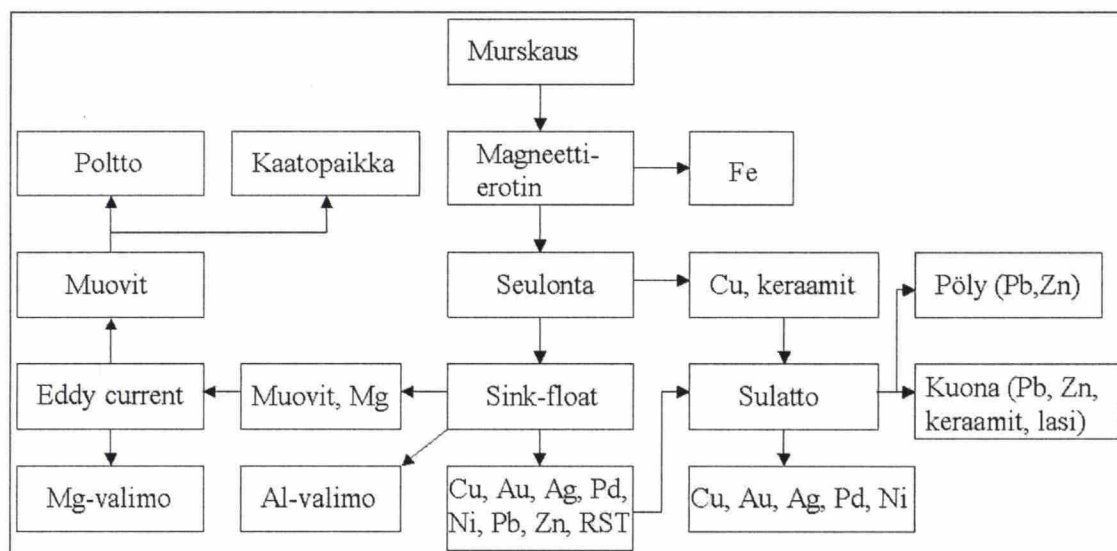 Murskaus
Poltto
Kaatopaikka
Magneetti-
erotin
Fe
Muovit
Seulonta
Cu, keraamit
Pöly (Pb,Zn)
Eddy current
Muovit, Mg
Sink-float
Sulatto
Kuona (Pb, Zn,
keraamit, lasi)
Mg-valimo
Al-valimo
Cu, Au, Ag, Pd,
Ni, Pb, Zn, RST
Cu, Au, Ag, Pd, Ni